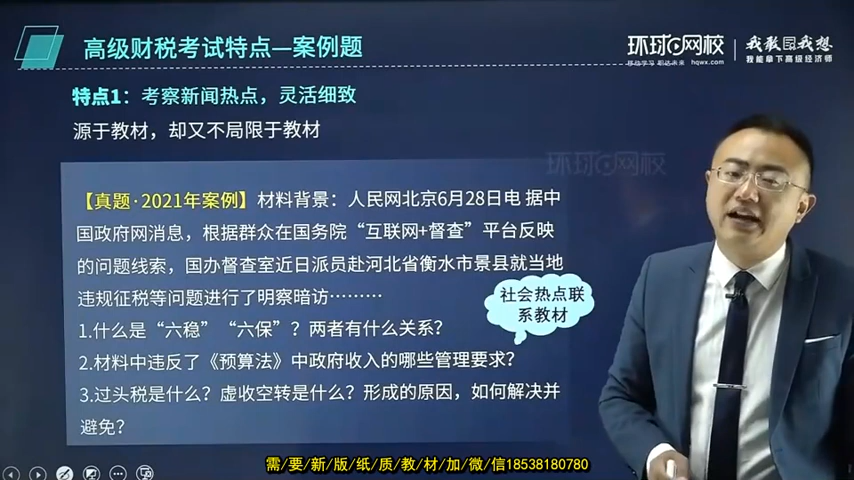 高级财税考试特点—案例题
环球网校
移动学习 职达未来 hqwx.com
我敢因我想
我能拿下高级经济师
特点1：考察新闻热点，灵活细致
源于教材，却又不局限于教材
环球网校
【真题·2021年案例】材料背景：人民网北京6月28日电 据中
国政府网消息，根据群众在国务院“互联网+督查”平台反映
的问题线索，国办督查室近日派员赴河北省衡水市景县就当地
违规征税等问题进行了明察暗访………
社会热点联
系教材
1.什么是“六稳”“六保”？两者有什么关系？
2.材料中违反了《预算法》中政府收入的哪些管理要求？
3.过头税是什么？虚收空转是什么？形成的原因，如何解决并
避免？
需/要/新/版/纸/质/教/材/加/微/信18538180780